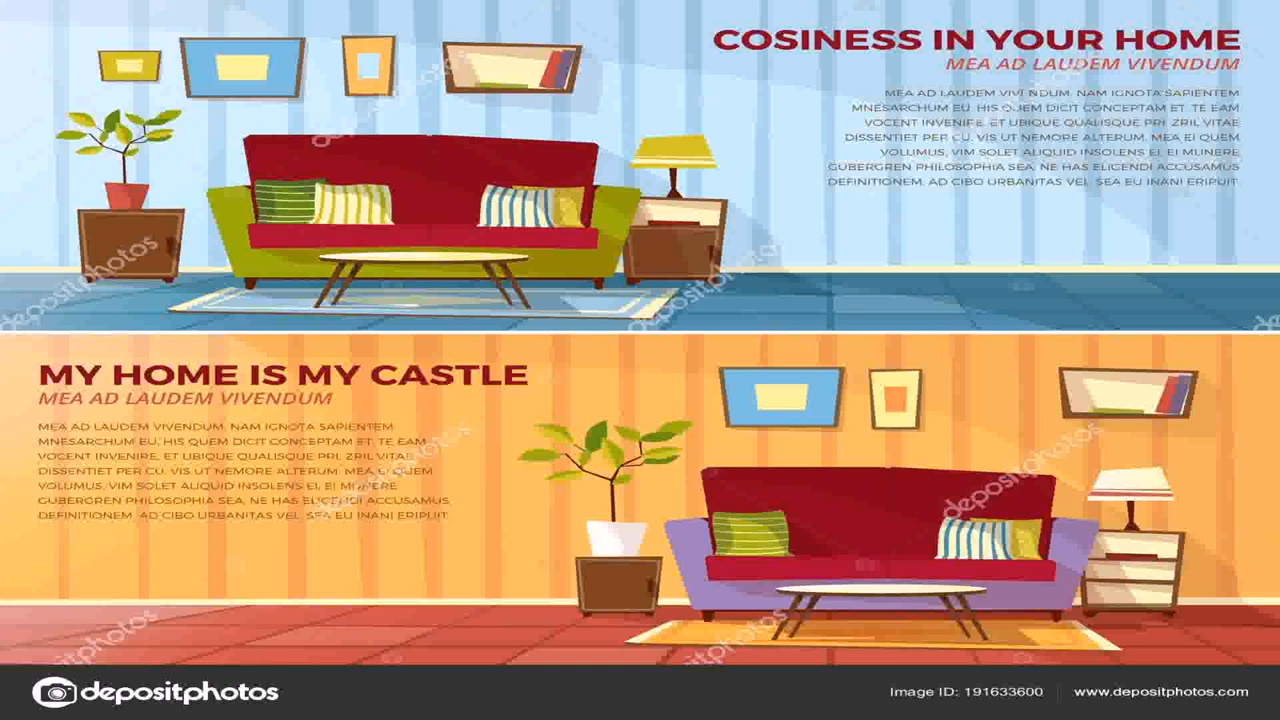 COSINESS IN YOUR HOME
MEA AD LAUDEM VIVENDUM
MEA AD LAUDEM VIVENDUM. NAM IGNOTA SAPIENTEM
MNESARCHUM EU. HIS QUEM DICIT CONCEPTAM ET. TE EAM
VOCENT INVENIRE. ET UBIQUE QUALISQUE PRI. ZRIL VITAE
DISSENTIET PER CU. VIS UT NEMORE ALTERUM. MEA EI QUEM
VOLUMUS, VIM SOLET ALIQUID INSOLENS EI. EI MUNERE
GUBERGREN PHILOSOPHIA SEA. NE HAS ELIGENDI ACCUSAMUS
DEFINITIONEM. AD CIBO URBANITAS VEL. SEA EU INANI ERIPUIT.
MY HOME IS MY CASTLE
MEA AD LAUDEM VIVENDUM
MEA AD LAUDEM VIVENDUM. NAM IGNOTA SAPIENTEM
MNESARCHUM EU. HIS QUEM DICIT CONCEPTAM ET. TE EAM
VOCENT INVENIRE. ET UBIQUE QUALISQUE PRI. ZRIL VITAE
DISSENTIET PER CU. VIS UT NEMORE ALTERUM. MEA EI QUEM
VOLUMUS, VIM SOLET ALIQUID INSOLENS EI. EI MUNERE
GUBERGREN PHILOSOPHIA SEA. NE HAS ELIGENDI ACCUSAMUS
DEFINITIONEM. AD CIBO URBANITAS VEL. SEA EU INANI ERIPUIT.
depositphotos
depositphotos
depositphotos
depositphotos
depositphotos
depositphotos
Image ID: 191633600 www.depositphotos.com